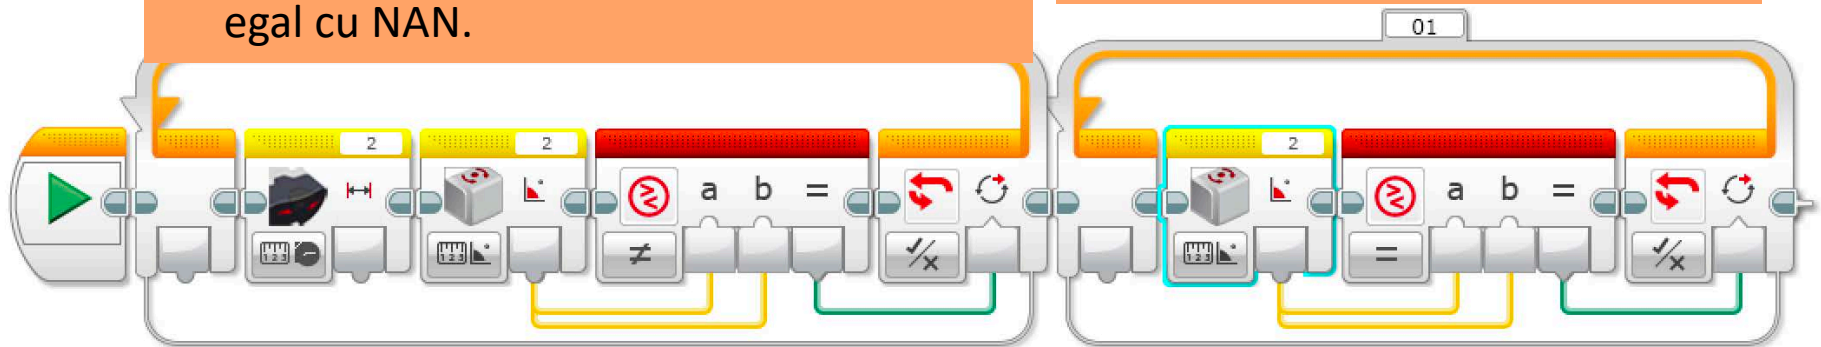 egal cu NAN.
01
2
2
a b =
≠
2
a b =
=